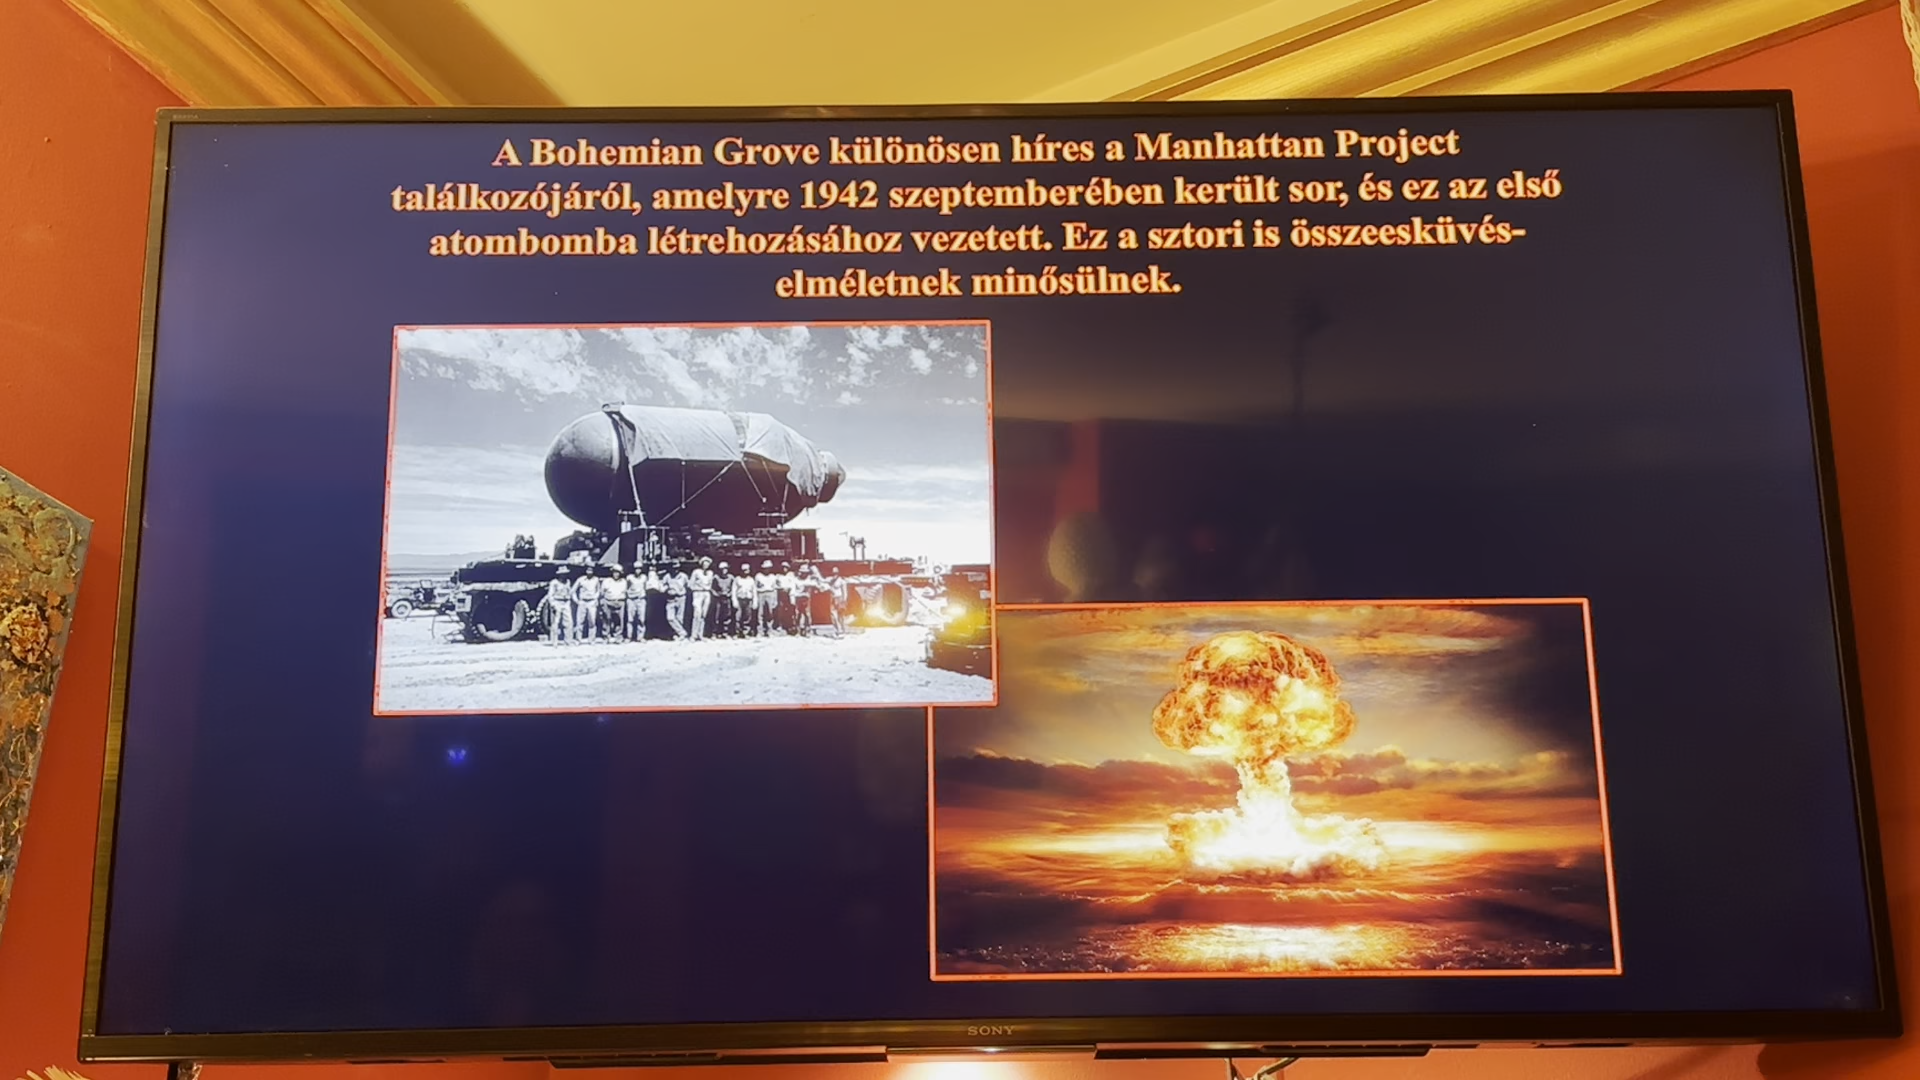 A Bohemian Grove különösen híres a Manhattan Project
találkozójáról, amelyre 1942 szeptemberében került sor, és ez az első
atombomba létrehozásához vezetett. Ez a sztori is összeesküvés-
elméletnek minősülnek.
SONY